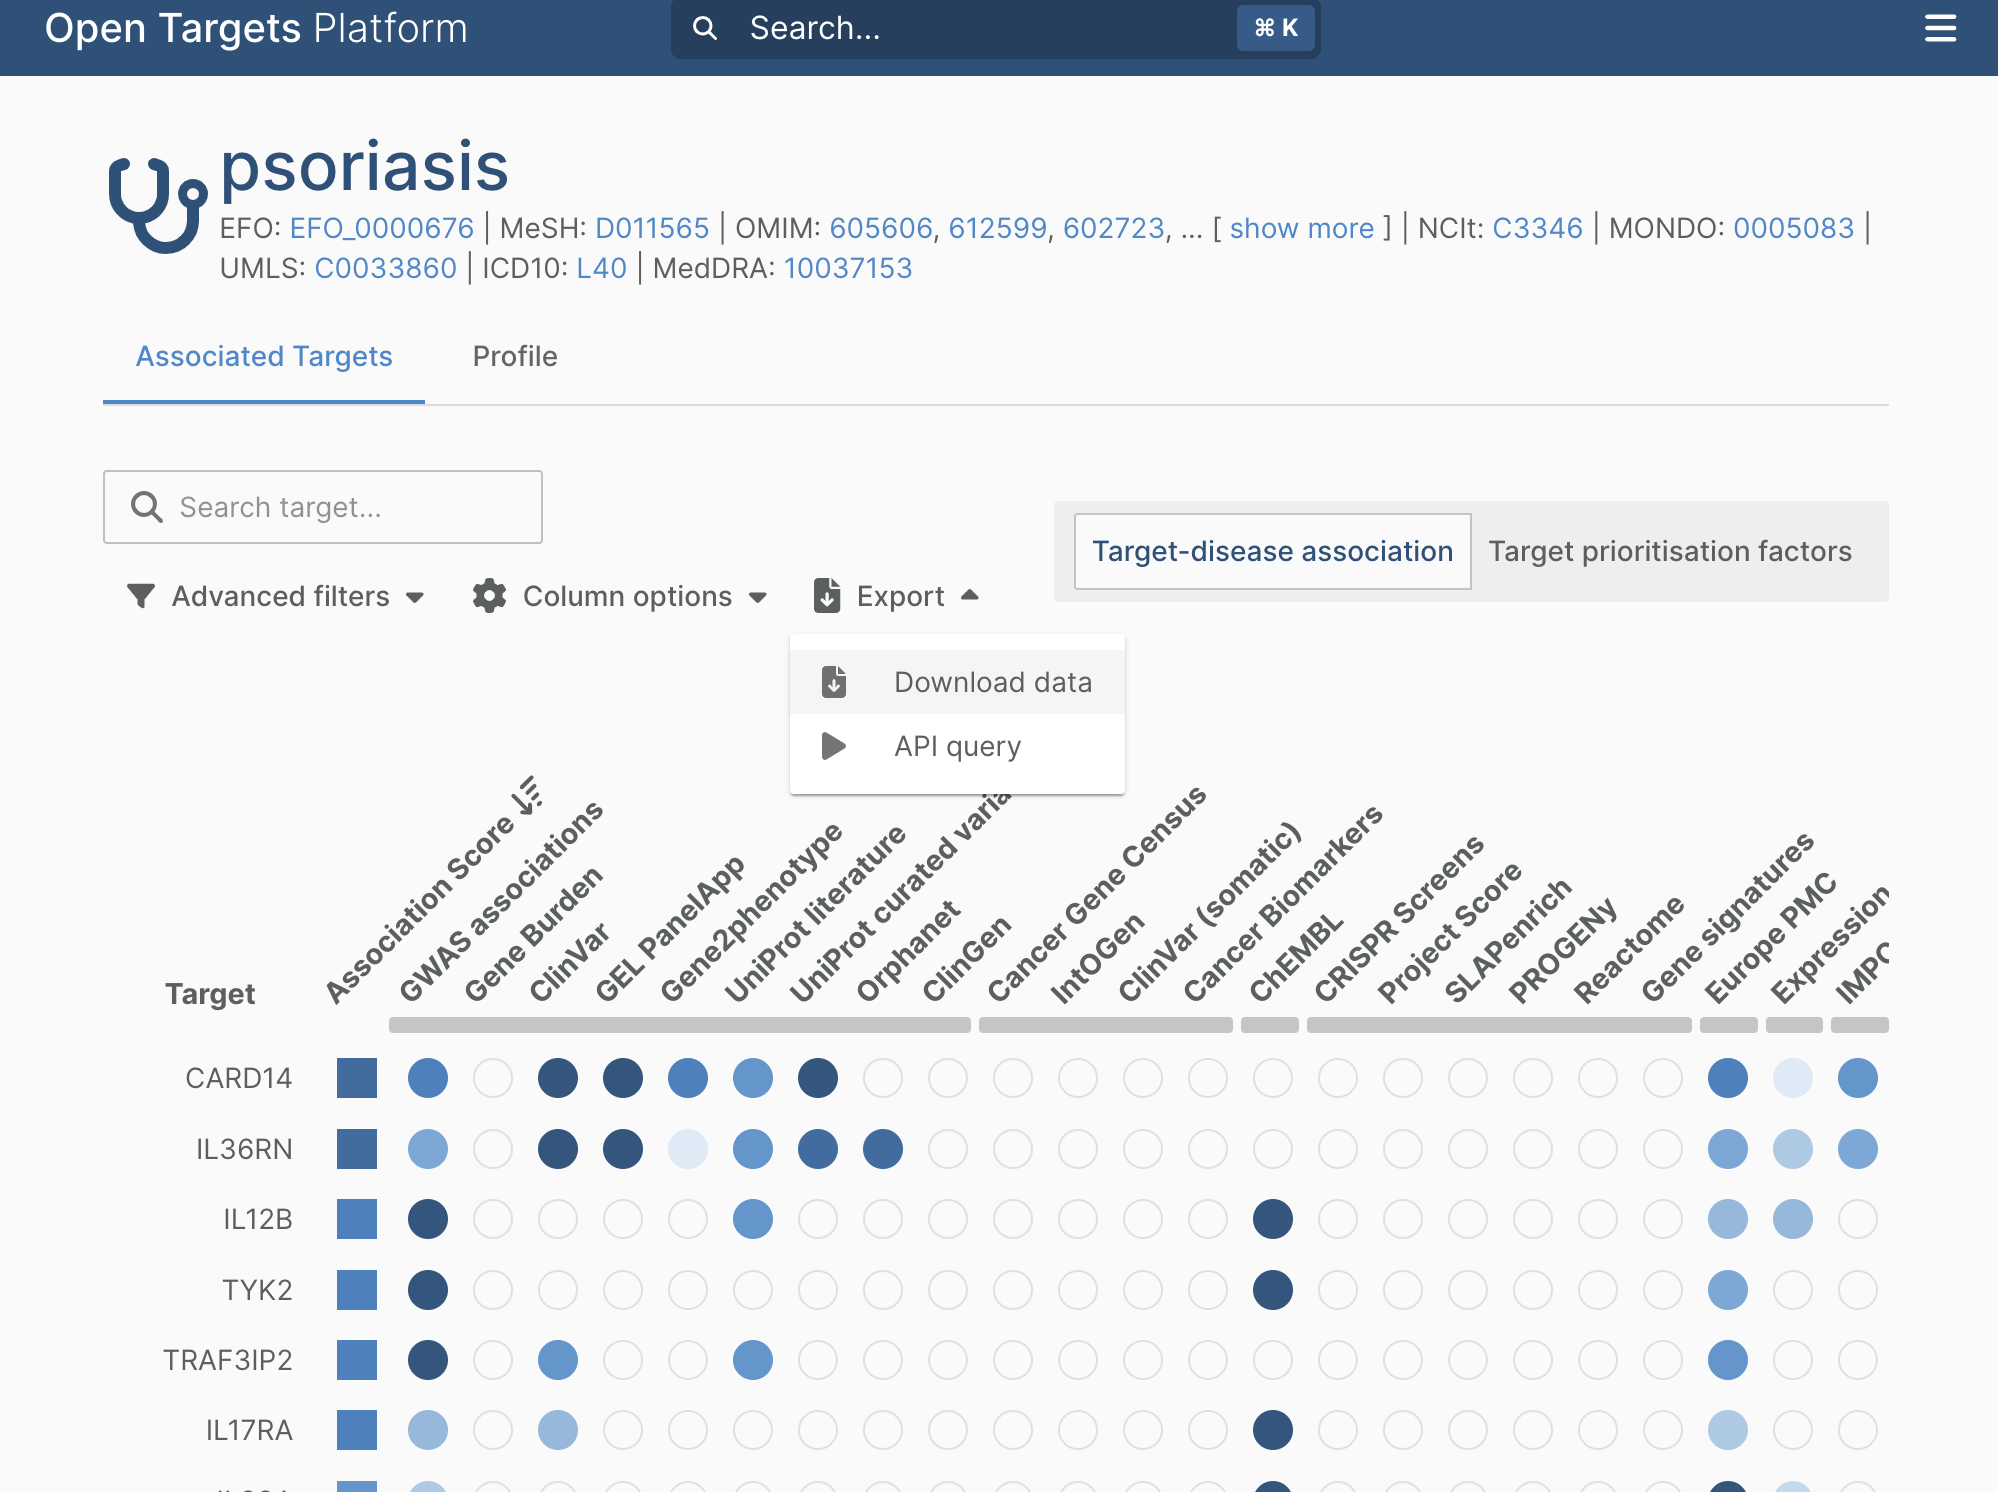 Open Targets Platform
Search...
⌘ K
psoriasis
EFO: EFO_0000676 | MeSH: D011565 | OMIM: 605606, 612599, 602723, ... [ show more ] | NCIt: C3346 | MONDO: 0005083 |
UMLS: C0033860 | ICD10: L40 | MedDRA: 10037153
Associated Targets
Profile
Search target...
Target-disease association
Target prioritisation factors
Advanced filters
Column options
Export
Download data
API query
Target
Association Score
GWAS associations
Gene Burden
ClinVar
GEL PanelApp
Gene2phenotype
UniProt literature
UniProt curated varia
Orphanet
ClinGen
Cancer Gene Census
IntOGen
ClinVar (somatic)
Cancer Biomarkers
ChEMBL
CRISPR Screens
Project Score
SLAPenrich
PROGENy
Reactome
Gene signatures
Europe PMC
Expression
IMPC
CARD14
IL36RN
IL12B
TYK2
TRAF3IP2
IL17RA